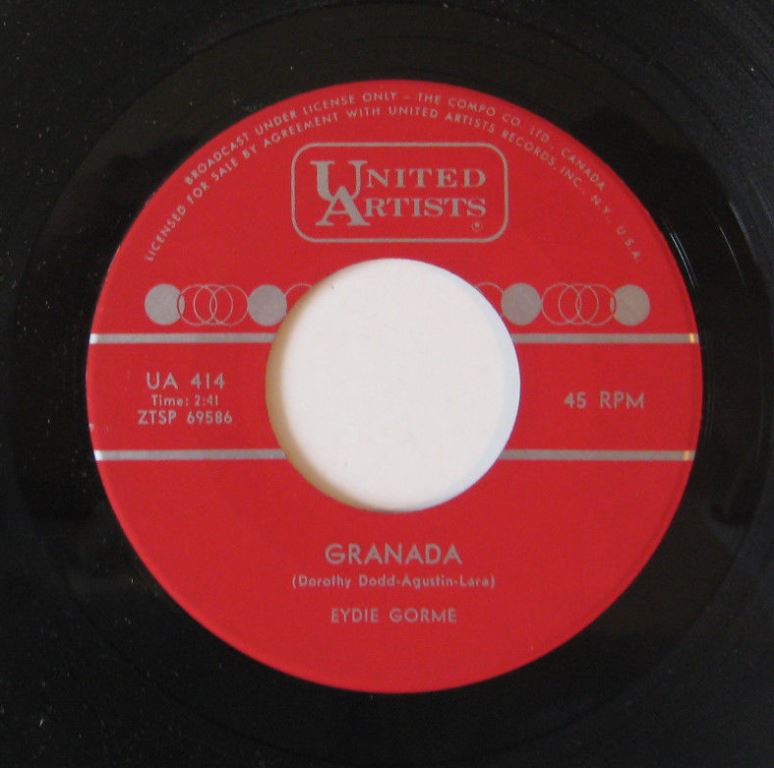 BROADCAST UNDER LICENSE ONLY - THE COMPO CO. LTD. CANADA
LICENSED FOR SALE BY AGREEMENT WITH UNITED ARTISTS RECORDS, INC., N.Y., U.S.A.
UNITED
ARTISTS
®
UA 414
Time: 2:41
ZTSP 69586
45 RPM
GRANADA
(Dorothy Dodd-Agustin-Lara)
EYDIE GORME